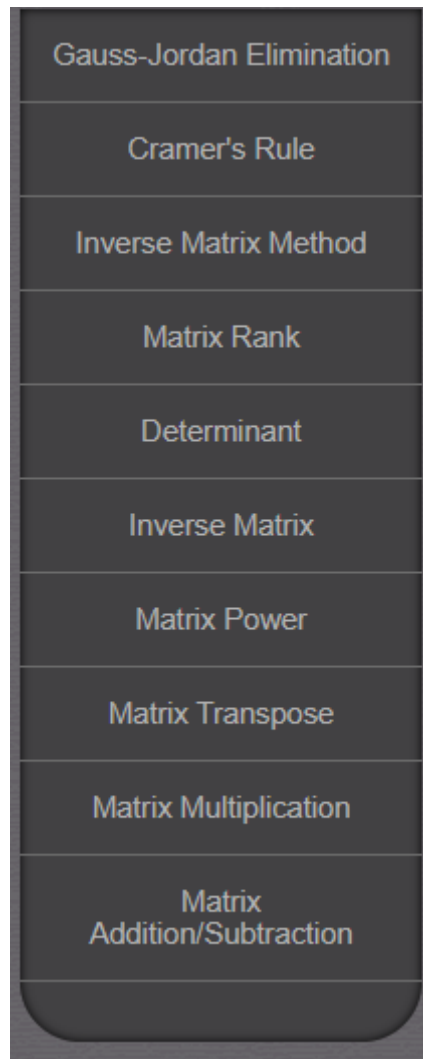 Gauss-Jordan Elimination
Cramer's Rule
Inverse Matrix Method
Matrix Rank
Determinant
Inverse Matrix
Matrix Power
Matrix Transpose
Matrix Multiplication
Matrix
Addition/Subtraction